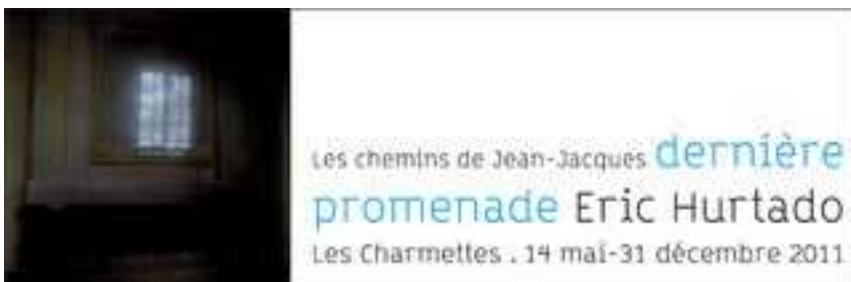 Les chemins de Jean-Jacques dernière
promenade Eric Hurtado
Les Charmettes . 14 mai-31 décembre 2011